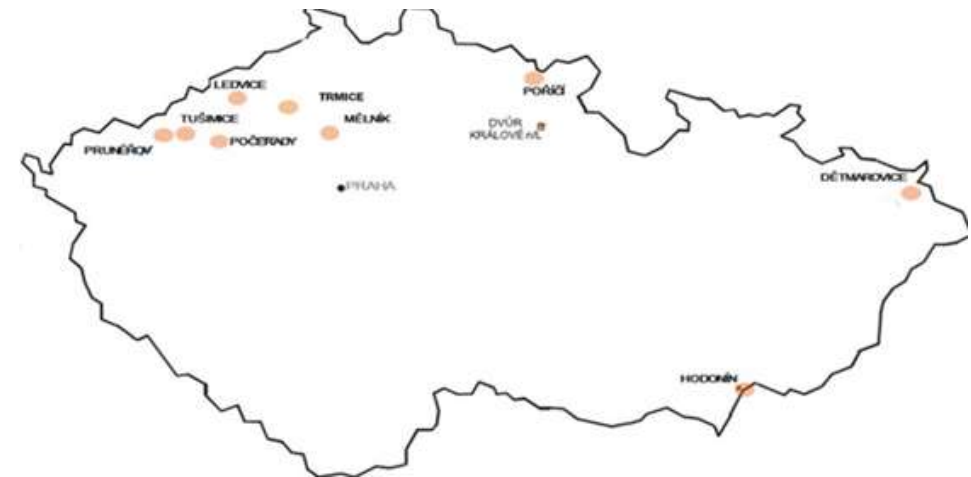 LEDVICE
TRMICE
POŘÍČÍ
TUŠIMICE
MĚLNÍK
DVŮR
KRÁLOVÉ n/L
PRUNÉŘOV
POČERADY
PRAHA
DĚTMAROVICE
HODONÍN